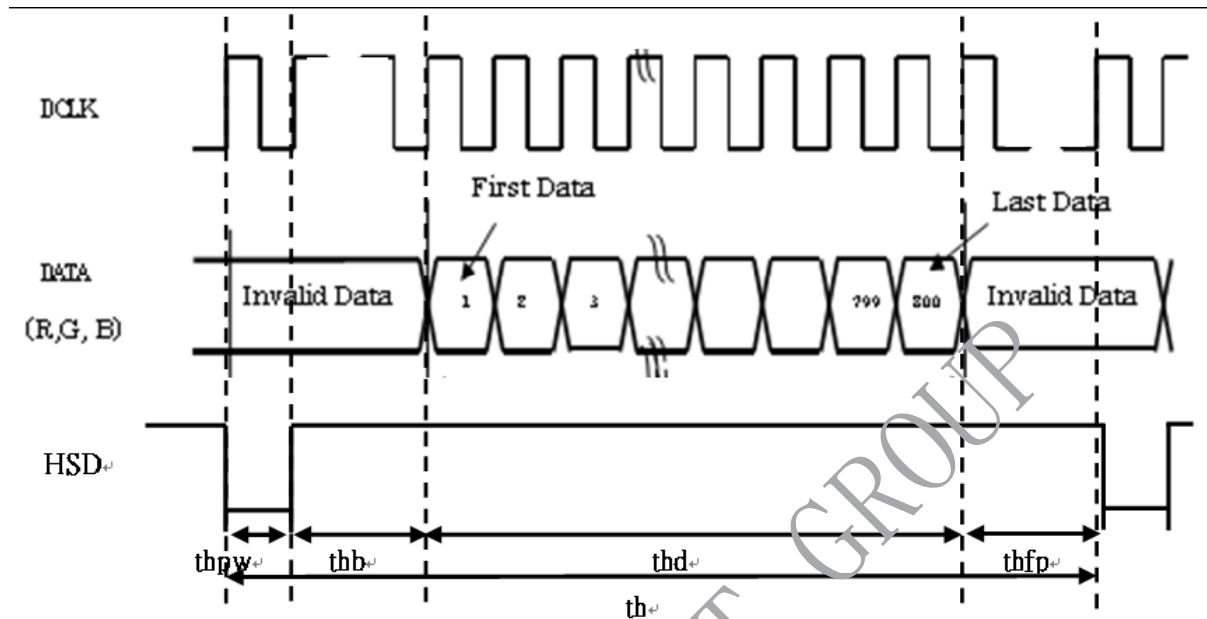 DCLK
First Data
Last Data
DATA
(R,G, B)
Invalid Data
1
2
3
799
800
Invalid Data
HSD
thpw
thb
thd
thfp
th
T GROUP